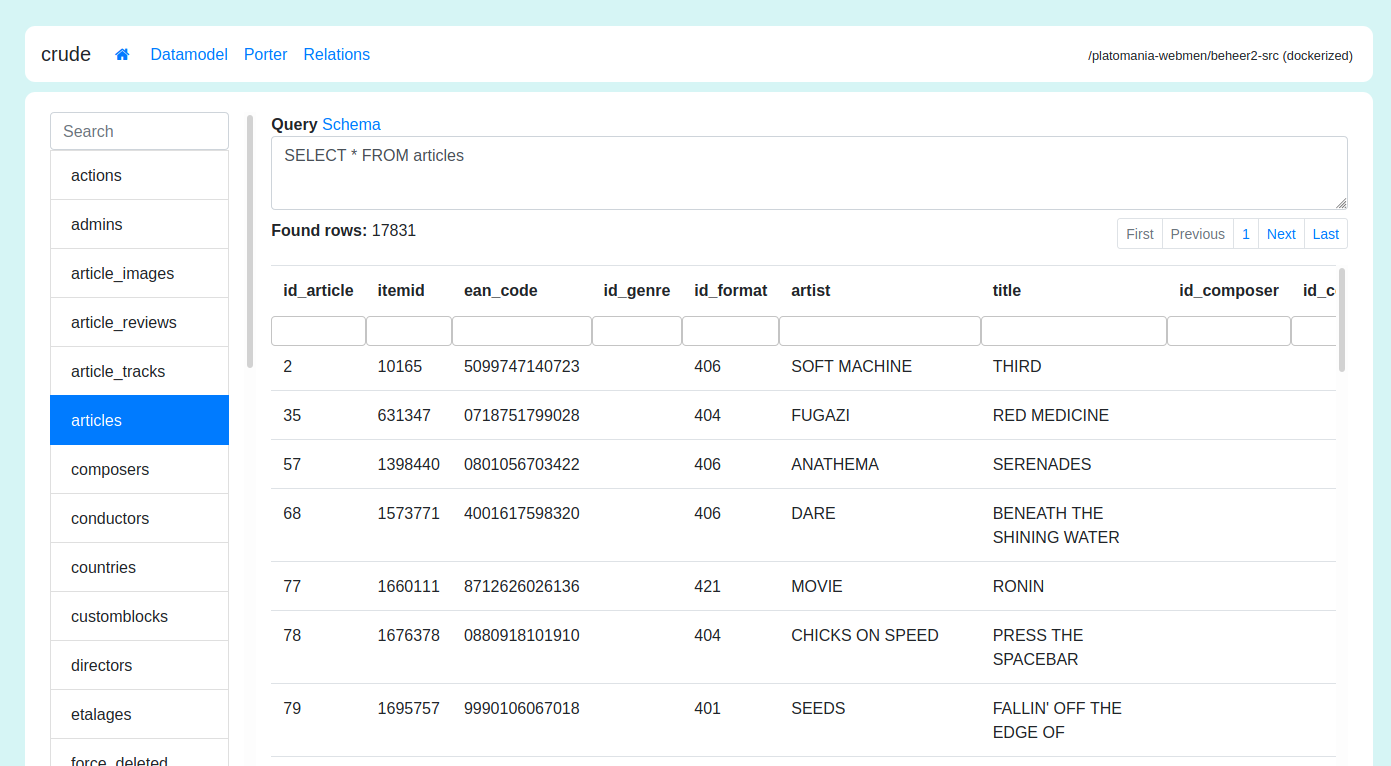 crude Datamodel Porter Relations /platomania-webmen/beheer2-src (dockerized)
Search
actions
admins
article_images
article_reviews
article_tracks
articles
composers
conductors
countries
customblocks
directors
etalages
force_deleted
Query Schema
SELECT * FROM articles
Found rows: 17831
First Previous 1 Next Last
id_article itemid ean_code id_genre id_format artist title id_composer
2 10165 5099747140723 406 SOFT MACHINE THIRD
35 631347 0718751799028 404 FUGAZI RED MEDICINE
57 1398440 0801056703422 406 ANATHEMA SERENADES
68 1573771 4001617598320 406 DARE BENEATH THE
SHINING WATER
77 1660111 8712626026136 421 MOVIE RONIN
78 1676378 0880918101910 404 CHICKS ON SPEED PRESS THE
SPACEBAR
79 1695757 9990106067018 401 SEEDS FALLIN' OFF THE
EDGE OF